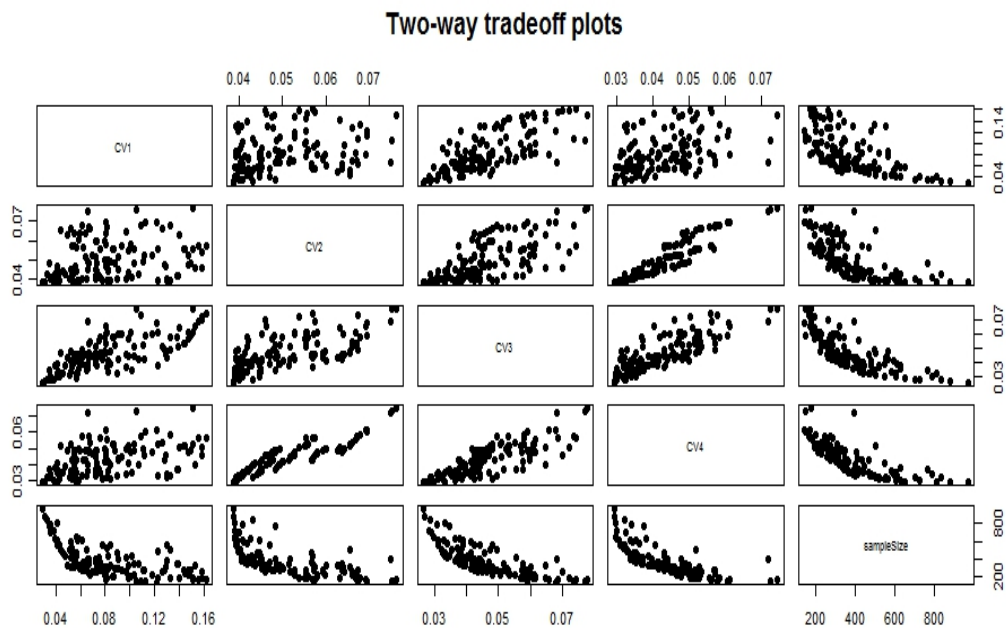 Two-way tradeoff plots
0.04 0.05 0.06 0.07
0.03 0.04 0.05 0.06 0.07
CV1
0.04 0.14
0.04 0.07
CV2
CV3
0.03 0.07
0.03 0.06
CV4
sampleSize
200 800
0.04 0.08 0.12 0.16
0.03 0.05 0.07
200 400 600 800